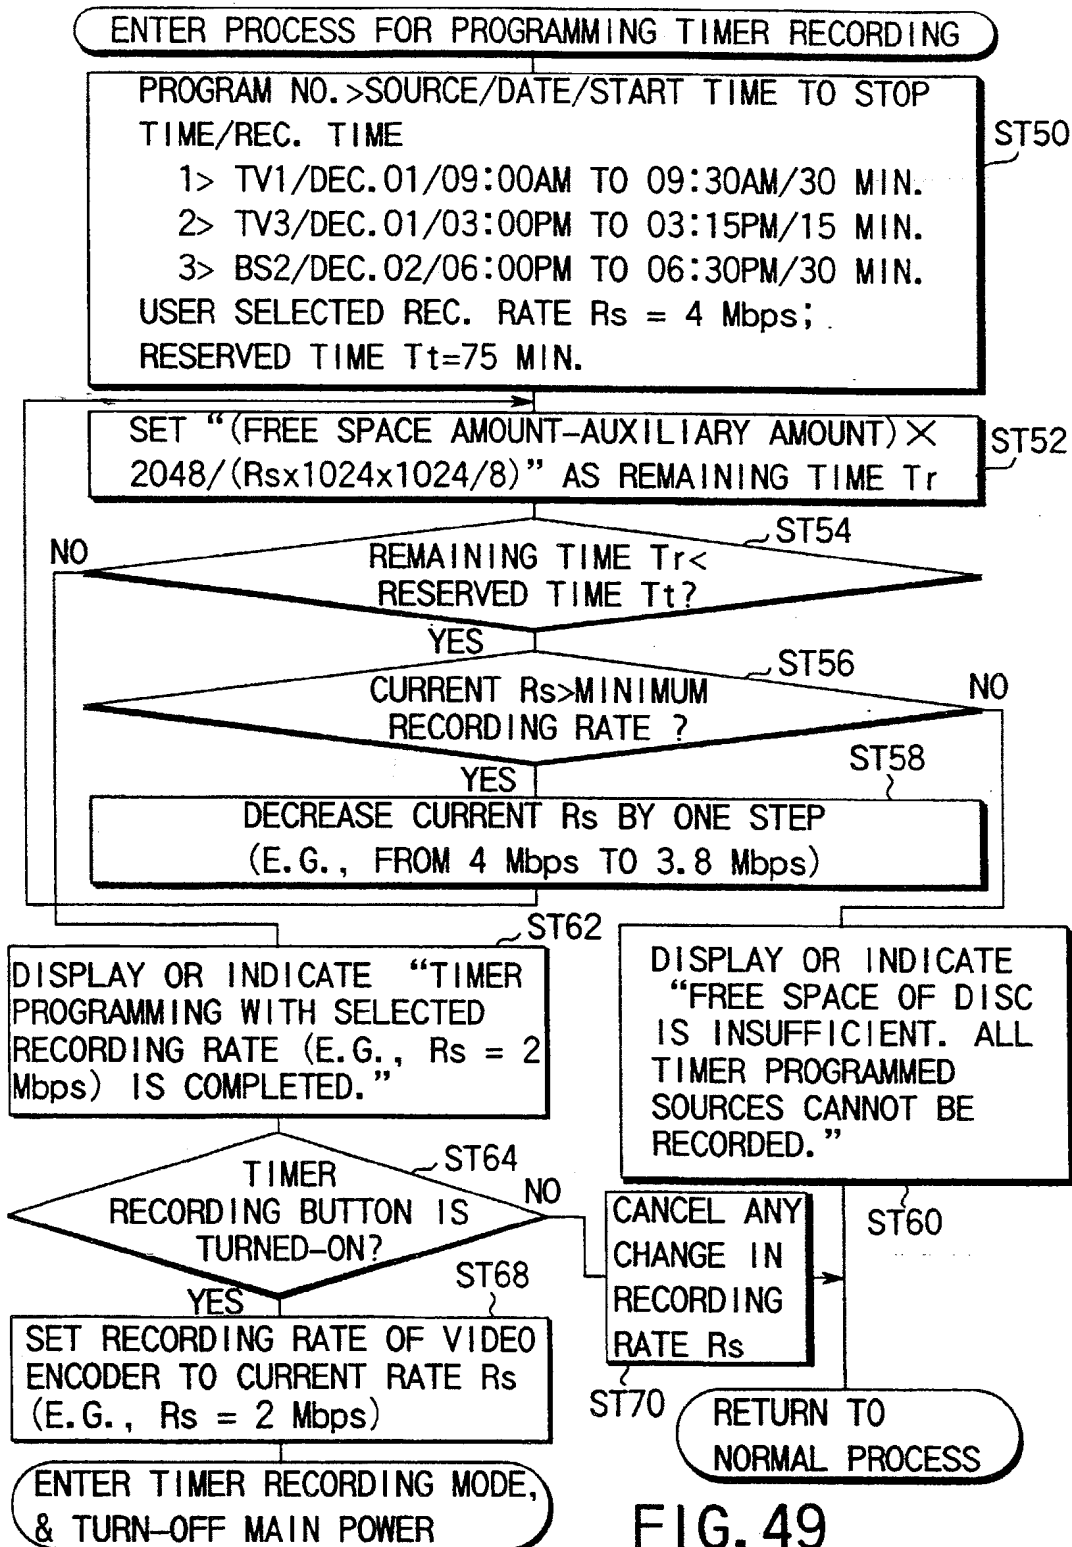 ENTER PROCESS FOR PROGRAMMING TIMER RECORDING
PROGRAM NO.>SOURCE/DATE/START TIME TO STOP
TIME/REC. TIME
1> TV1/DEC.01/09:00AM TO 09:30AM/30 MIN.
2> TV3/DEC.01/03:00PM TO 03:15PM/15 MIN.
3> BS2/DEC.02/06:00PM TO 06:30PM/30 MIN.
USER SELECTED REC. RATE Rs = 4 Mbps;
RESERVED TIME Tt=75 MIN.
ST50
SET “(FREE SPACE AMOUNT-AUXILIARY AMOUNT)×
2048/(Rsx1024x1024/8)” AS REMAINING TIME Tr
ST52
ST54
NO
REMAINING TIME Tr<
RESERVED TIME Tt?
YES
ST56
CURRENT Rs>MINIMUM
RECORDING RATE ?
NO
YES
ST58
DECREASE CURRENT Rs BY ONE STEP
(E.G., FROM 4 Mbps TO 3.8 Mbps)
ST62
DISPLAY OR INDICATE “TIMER
PROGRAMMING WITH SELECTED
RECORDING RATE (E.G., Rs = 2
Mbps) IS COMPLETED.”
DISPLAY OR INDICATE
“FREE SPACE OF DISC
IS INSUFFICIENT. ALL
TIMER PROGRAMMED
SOURCES CANNOT BE
RECORDED.”
ST60
ST64
TIMER
RECORDING BUTTON IS
TURNED-ON?
NO
YES
CANCEL ANY
CHANGE IN
RECORDING
RATE Rs
ST70
ST68
SET RECORDING RATE OF VIDEO
ENCODER TO CURRENT RATE Rs
(E.G., Rs = 2 Mbps)
RETURN TO
NORMAL PROCESS
ENTER TIMER RECORDING MODE,
& TURN-OFF MAIN POWER
FIG. 49